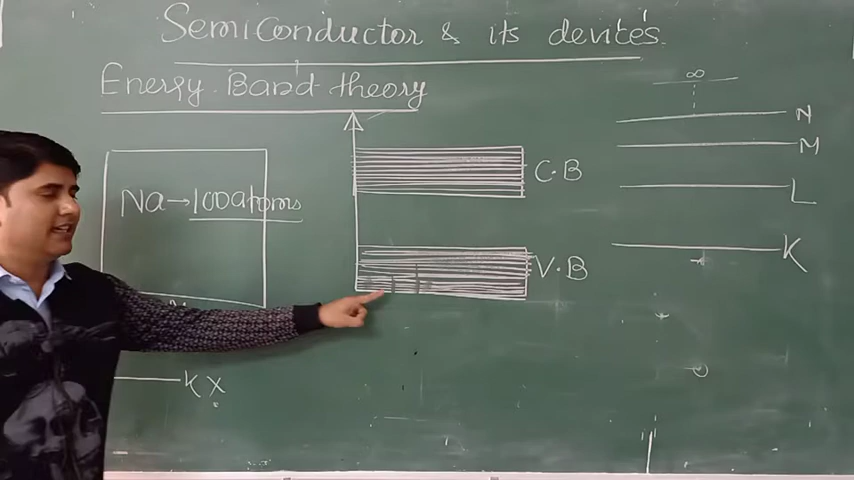 Semiconductor & its devices.
Energy Band theory
∞
N
M
L
K
Na→100atoms
C.B
V.B
K X